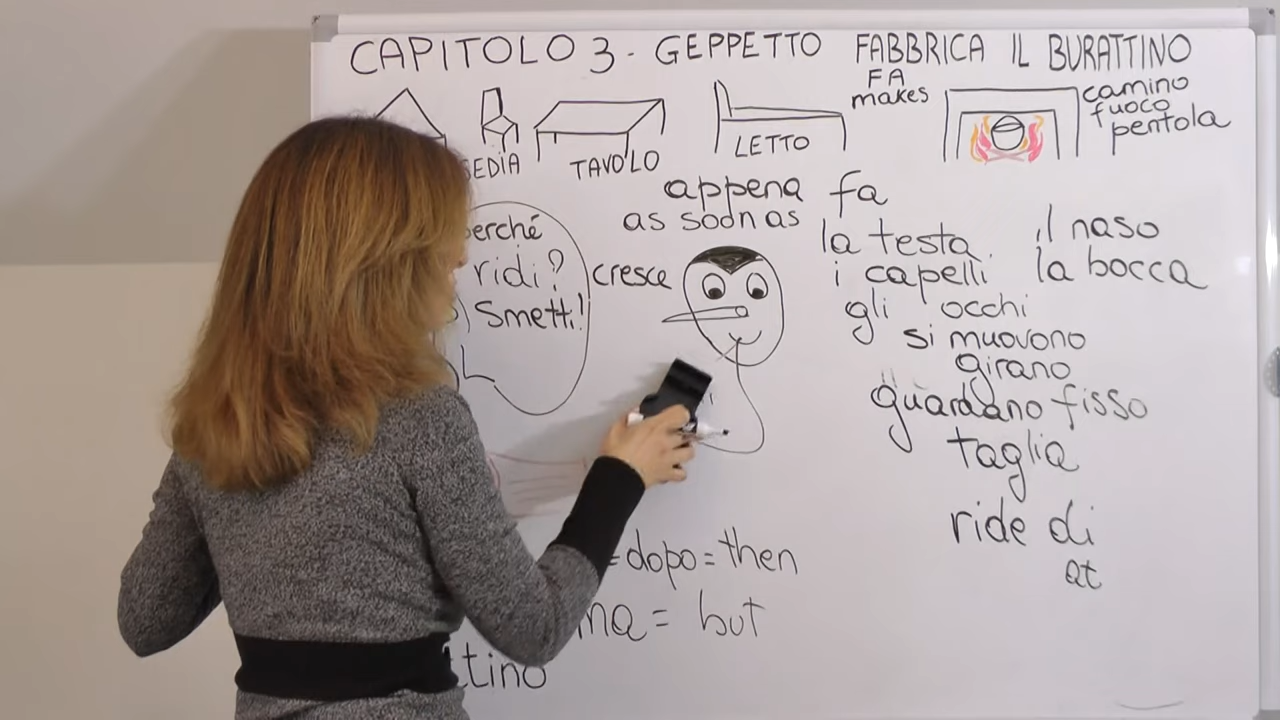 CAPITOLO 3 - GEPPETTO FABBRICA IL BURATTINO
FA
makes
camino
fuoco
pentola
SEDIA
TAVOLO
LETTO
appena fa
as soon as
la testa
i capelli
gli occhi
il naso
la bocca
si muovono
girano
guardano fisso
taglia
ride di
at
erché
ridi?
Smetti!
cresce
= dopo = then
ma = but
ttino